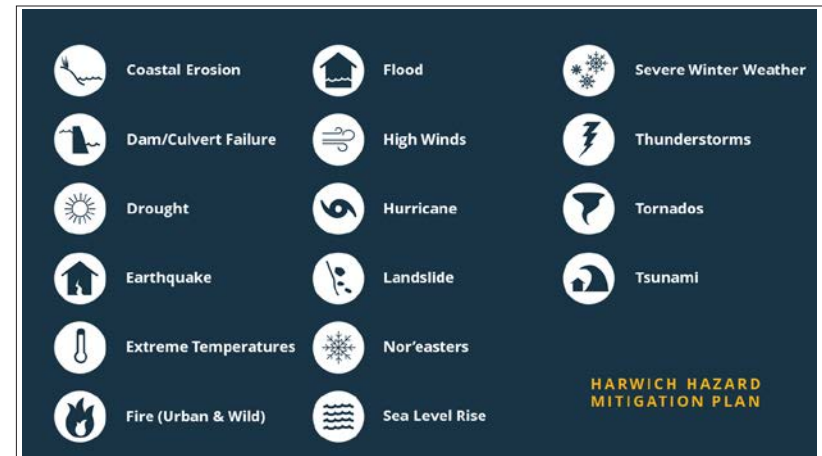 Coastal Erosion
Dam/Culvert Failure
Drought
Earthquake
Extreme Temperatures
Fire (Urban & Wild)
Flood
High Winds
Hurricane
Landslide
Nor’easters
Sea Level Rise
Severe Winter Weather
Thunderstorms
Tornados
Tsunami
HARWICH HAZARD
MITIGATION PLAN